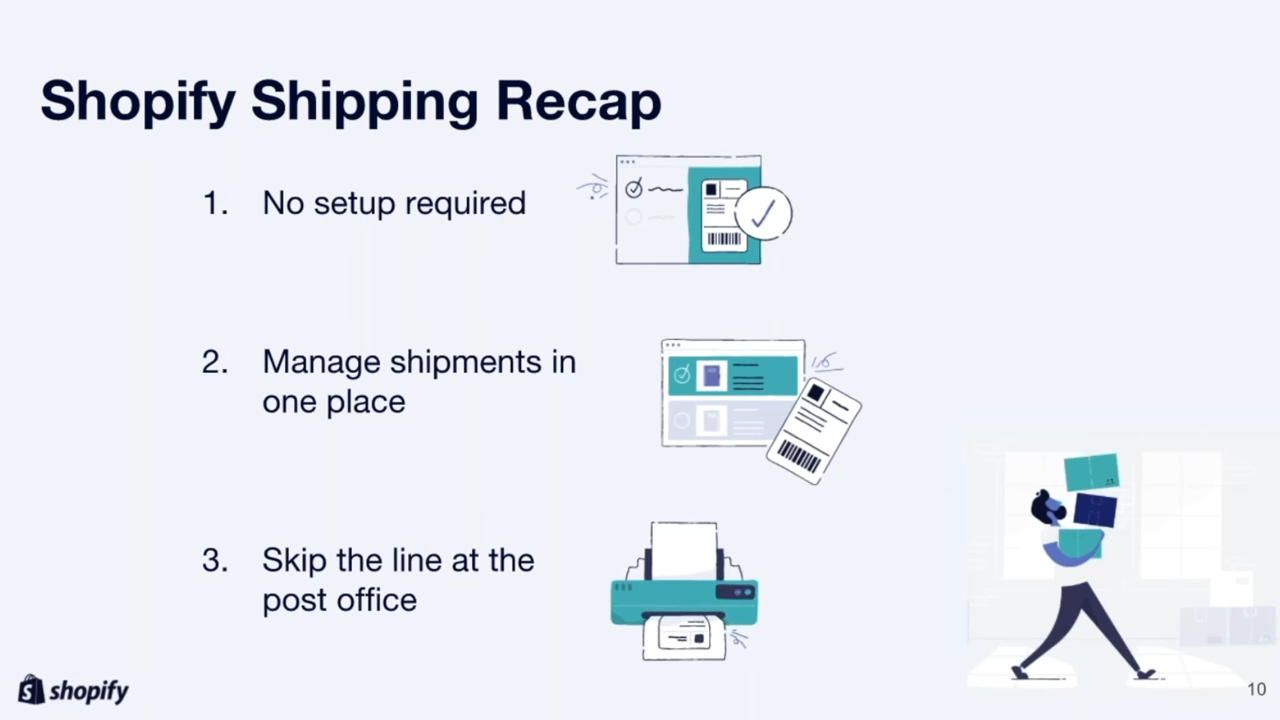 Shopify Shipping Recap
1. No setup required
2. Manage shipments in
one place
3. Skip the line at the
post office
shopify
10